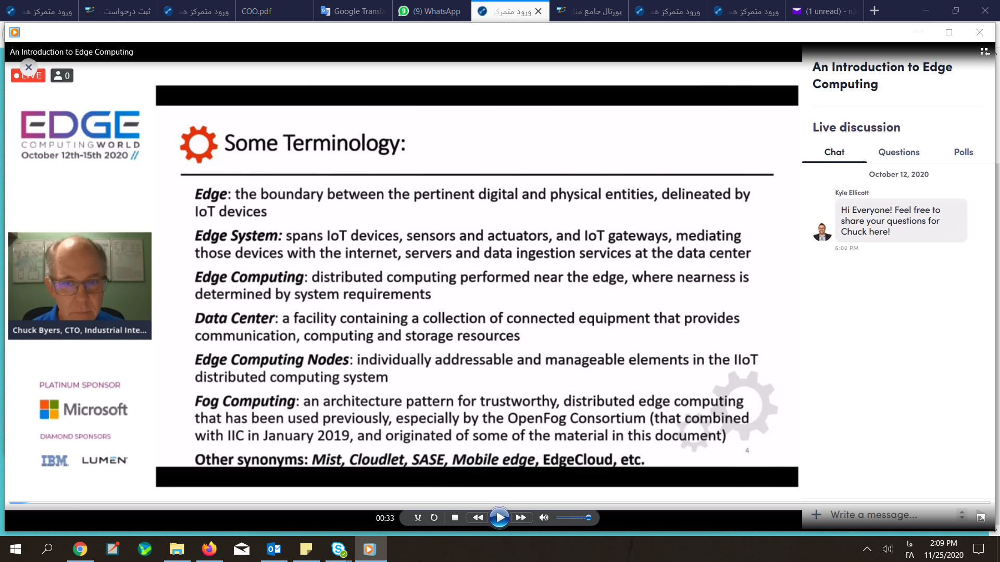 ورود متمرکز هم
ثبت درخواست
ورود متمرکز هم
COO.pdf
Google Transla
(9) WhatsApp
ورود متمرکز
پورتال جامع منا
ورود متمرکز هم
ورود متمرکز هم
(1 unread) - n.k
An Introduction to Edge Computing
LIVE
0
EDGE
COMPUTINGWORLD
October 12th-15th 2020 //
Chuck Byers, CTO, Industrial Inte...
PLATINUM SPONSOR
Microsoft
DIAMOND SPONSORS
IBM LUMEN
Some Terminology:
Edge: the boundary between the pertinent digital and physical entities, delineated by
IoT devices
Edge System: spans IoT devices, sensors and actuators, and IoT gateways, mediating
those devices with the internet, servers and data ingestion services at the data center
Edge Computing: distributed computing performed near the edge, where nearness is
determined by system requirements
Data Center: a facility containing a collection of connected equipment that provides
communication, computing and storage resources
Edge Computing Nodes: individually addressable and manageable elements in the IIoT
distributed computing system
Fog Computing: an architecture pattern for trustworthy, distributed edge computing
that has been used previously, especially by the OpenFog Consortium (that combined
with IIC in January 2019, and originated of some of the material in this document)
4
Other synonyms: Mist, Cloudlet, SASE, Mobile edge, EdgeCloud, etc.
An Introduction to Edge
Computing
Live discussion
Chat Questions Polls
October 12, 2020
Kyle Ellicott
Hi Everyone! Feel free to
share your questions for
Chuck here!
6:02 PM
Write a message...
00:33
فا
FA
2:09 PM
11/25/2020